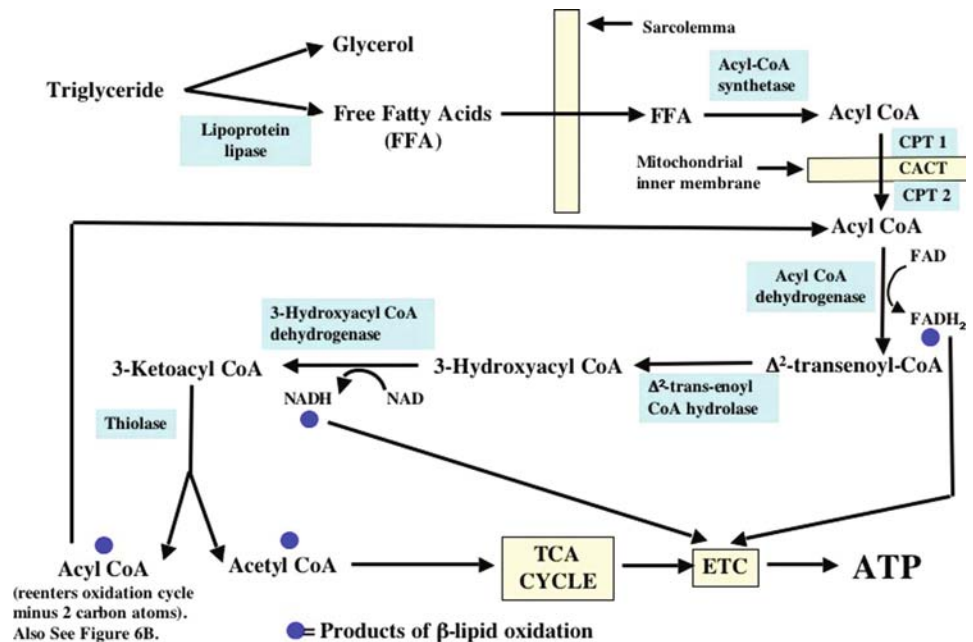 Sarcolemma
Glycerol
Triglyceride
Acyl-CoA
synthetase
Free Fatty Acids
(FFA)
FFA
Acyl CoA
Lipoprotein
lipase
CPT 1
Mitochondrial
inner membrane
CACT
CPT 2
Acyl CoA
FAD
Acyl CoA
dehydrogenase
FADH₂
3-Hydroxyacyl CoA
dehydrogenase
3-Ketoacyl CoA
3-Hydroxyacyl CoA
Δ²-transenoyl-CoA
NADH
NAD
Δ²-trans-enoyl
CoA hydrolase
Thiolase
Acyl CoA
(reenters oxidation cycle
minus 2 carbon atoms).
Also See Figure 6B.
Acetyl CoA
TCA
CYCLE
ETC
ATP
= Products of β-lipid oxidation